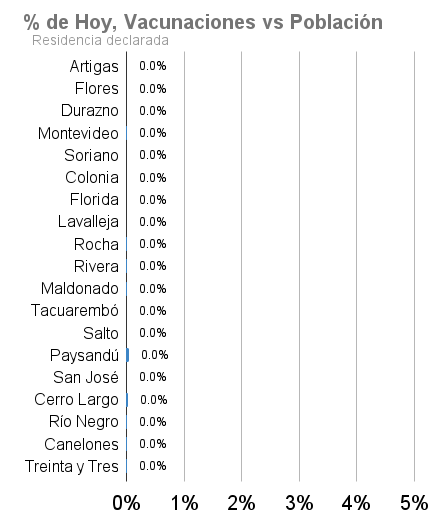 % de Hoy, Vacunaciones vs Población
Residencia declarada
Artigas 0.0%
Flores 0.0%
Durazno 0.0%
Montevideo 0.0%
Soriano 0.0%
Colonia 0.0%
Florida 0.0%
Lavalleja 0.0%
Rocha 0.0%
Rivera 0.0%
Maldonado 0.0%
Tacuarembó 0.0%
Salto 0.0%
Paysandú 0.0%
San José 0.0%
Cerro Largo 0.0%
Río Negro 0.0%
Canelones 0.0%
Treinta y Tres 0.0%
0% 1% 2% 3% 4% 5%